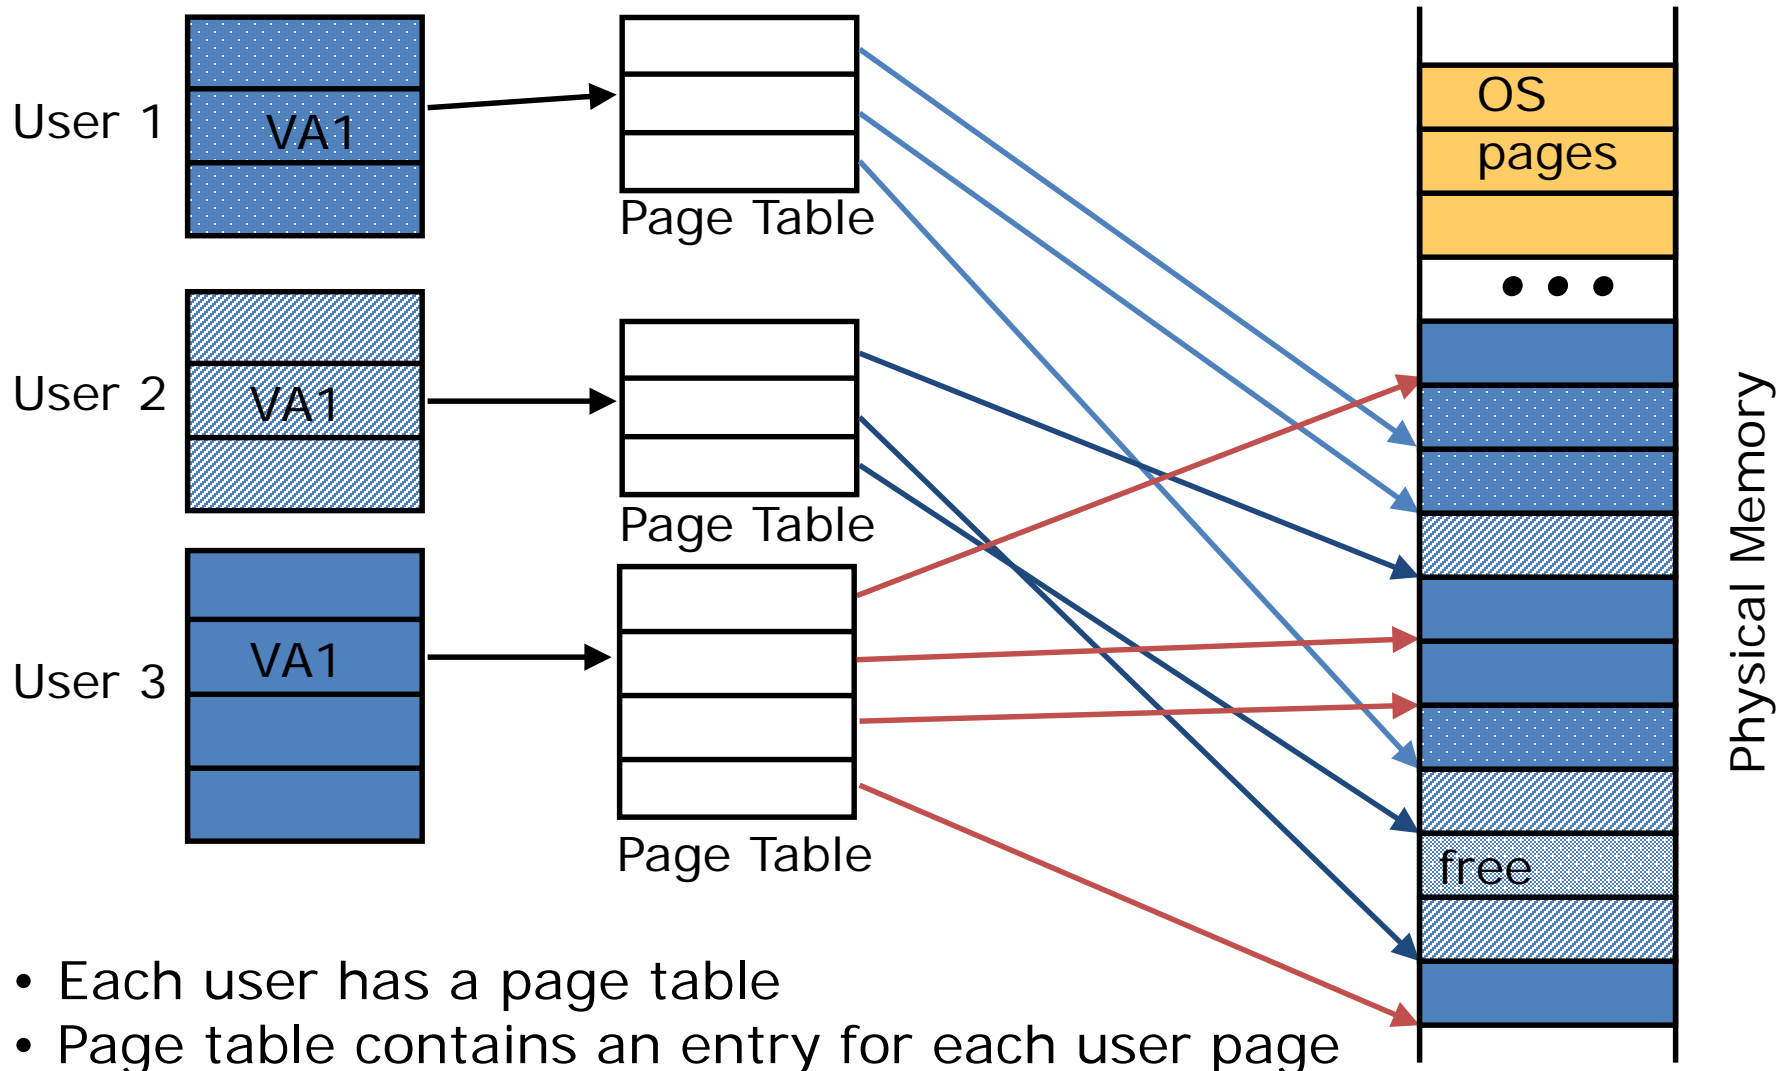 User 1
VA1
Page Table
User 2
VA1
Page Table
User 3
VA1
Page Table
OS
pages
• • •
free
Physical Memory
• Each user has a page table
• Page table contains an entry for each user page